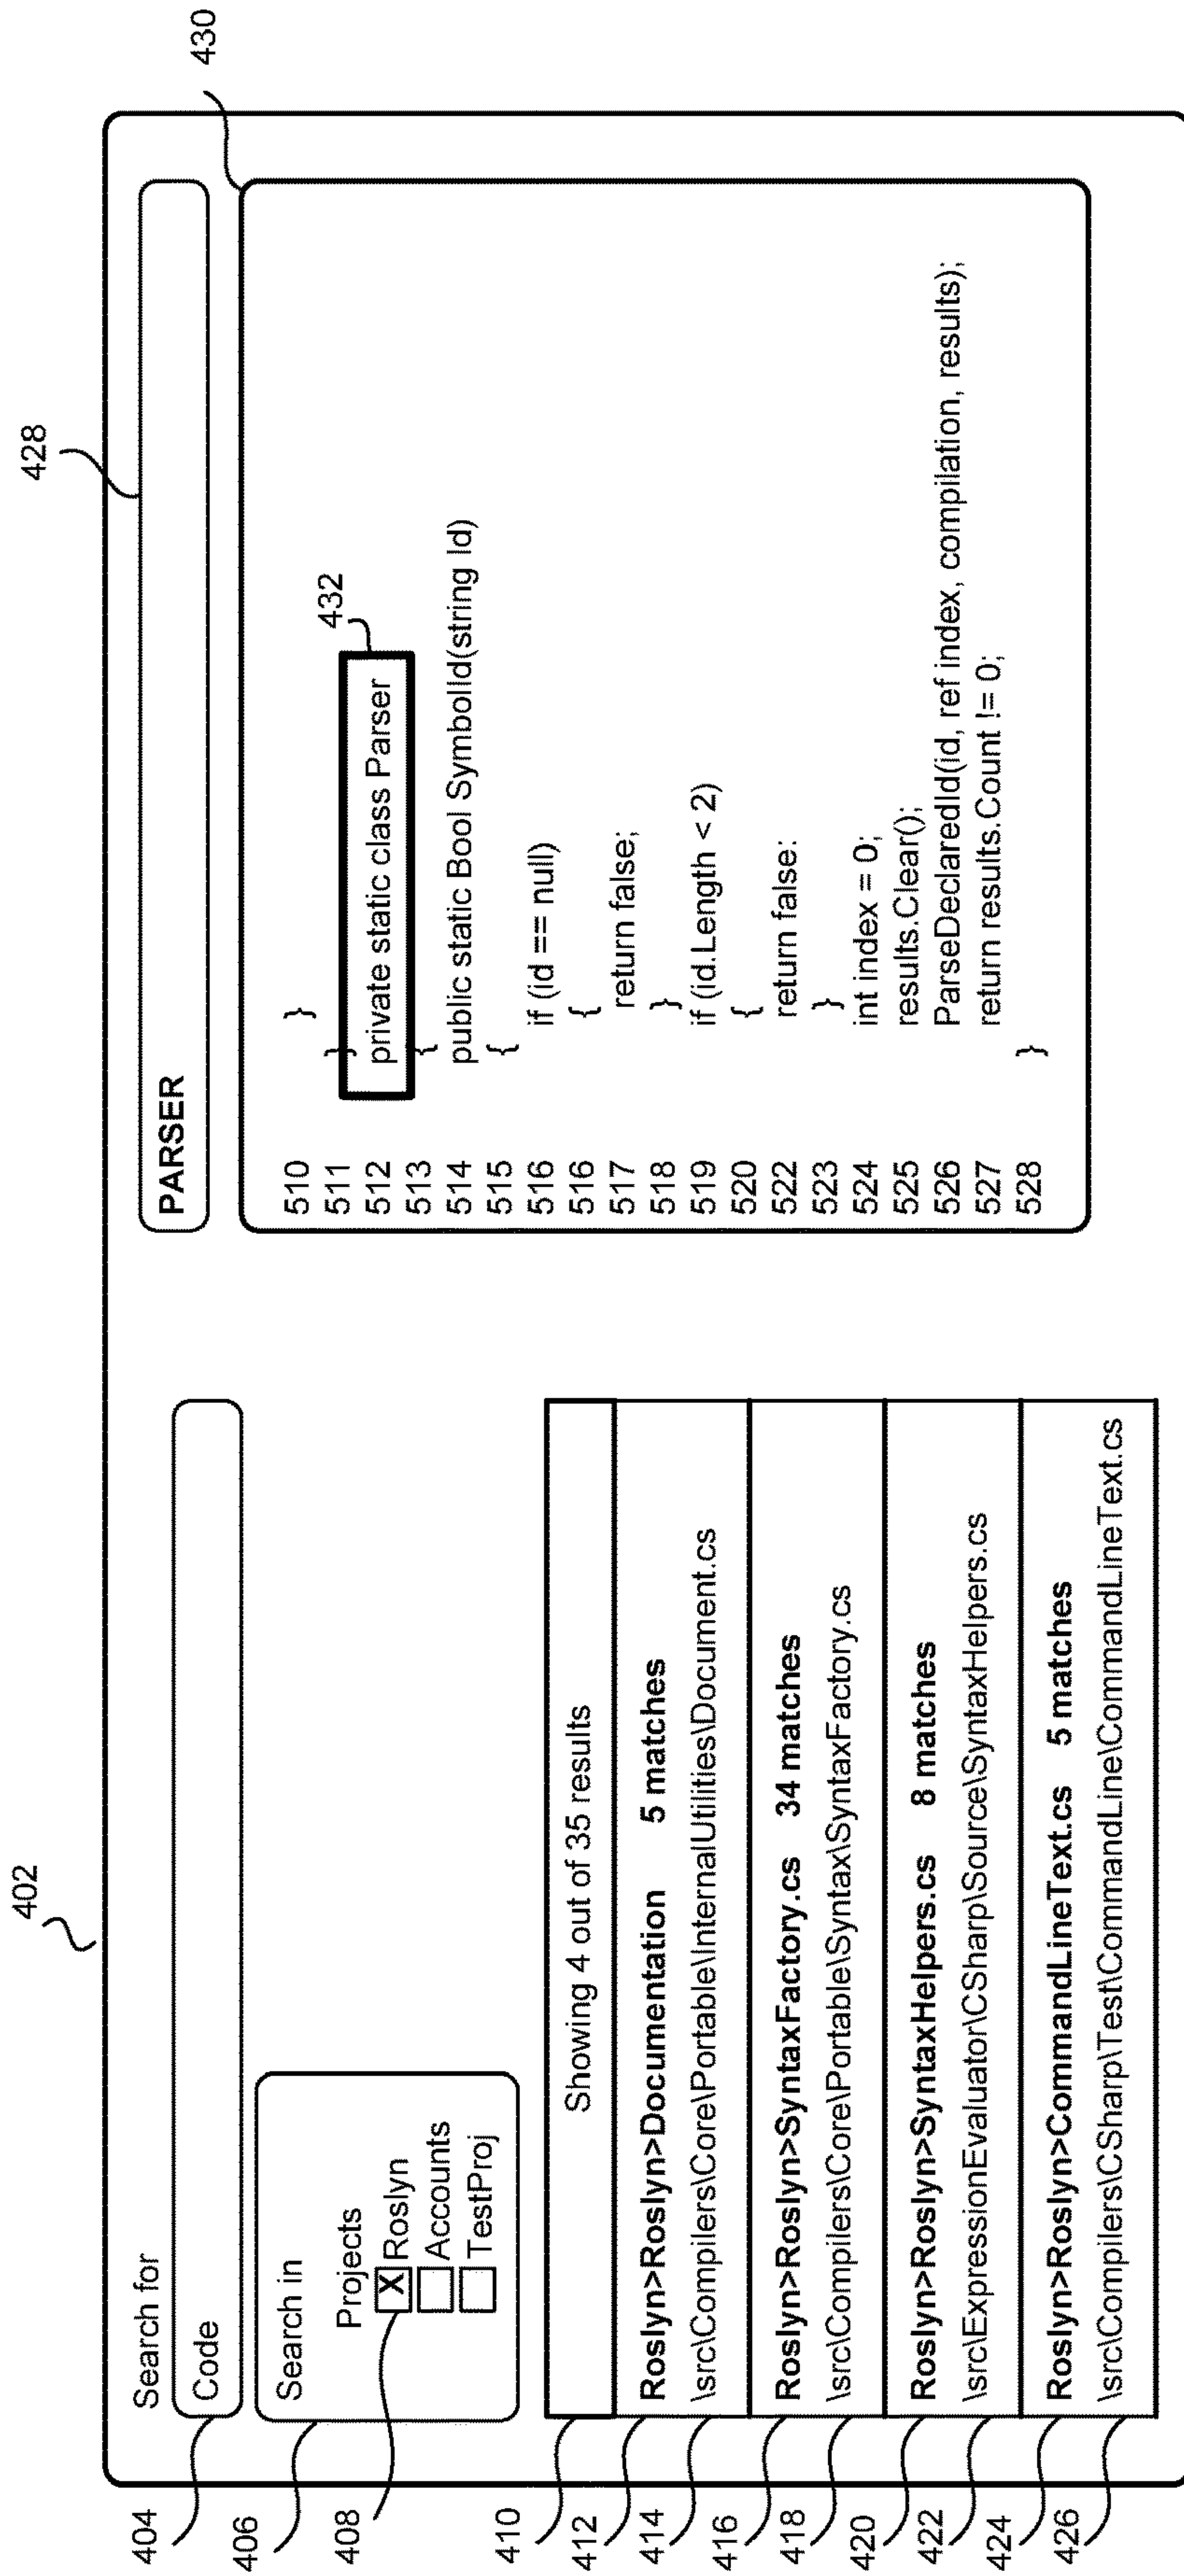 402
428
430
404
406
408
410
412
414
416
418
420
422
424
426
Search for
Code
Search in
Projects
X Roslyn
Accounts
TestProj
Showing 4 out of 35 results
Roslyn>Roslyn>Documentation 5 matches
\src\Compilers\Core\Portable\InternalUtilities\Document.cs
Roslyn>Roslyn>SyntaxFactory.cs 34 matches
\src\Compilers\Core\Portable\Syntax\SyntaxFactory.cs
Roslyn>Roslyn>SyntaxHelpers.cs 8 matches
\src\ExpressionEvaluator\CSharp\Source\SyntaxHelpers.cs
Roslyn>Roslyn>CommandLineText.cs 5 matches
\src\Compilers\CSharp\Test\CommandLine\CommandLineText.cs
PARSER
432
510 }
511 }
512 private static class Parser
513 {
514 public static Bool SymbolId(string Id)
515 {
516 if (id == null)
516 {
517 return false;
518 }
519 if (id.Length < 2)
520 {
522 return false:
523 }
524 int index = 0;
525 results.Clear();
526 ParseDeclaredId(id, ref index, compilation, results);
527 return results.Count != 0;
528 }